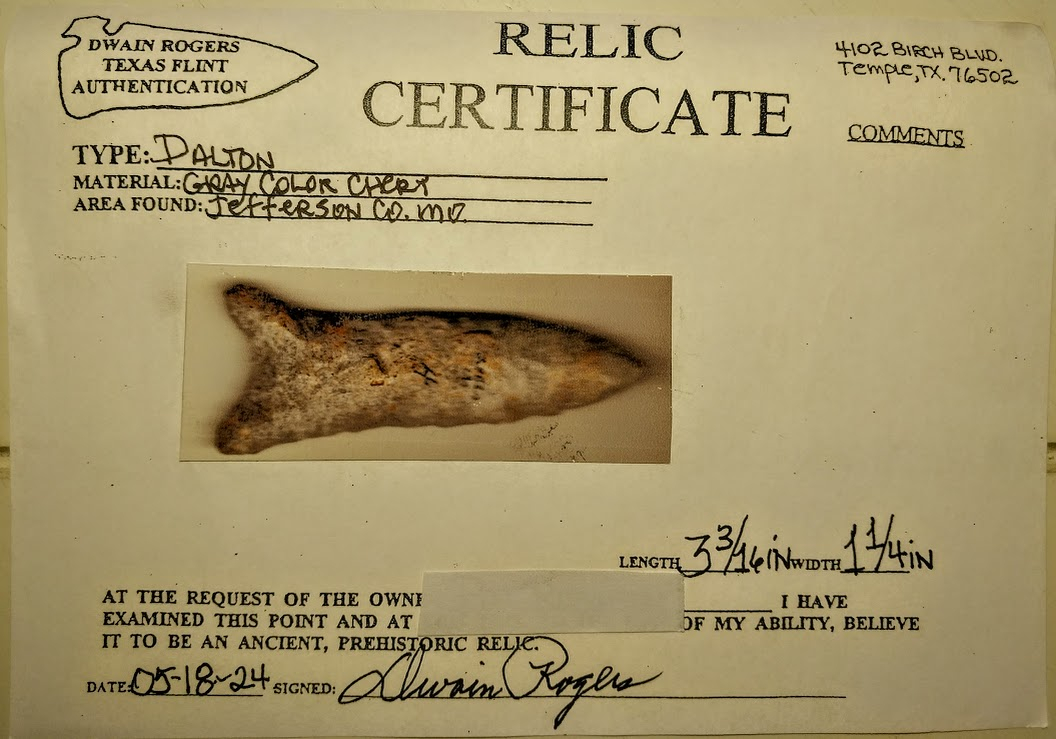 DWAIN ROGERS
TEXAS FLINT
AUTHENTICATION
RELIC
CERTIFICATE
4102 BIRCH BLVD.
Temple, TX. 76502
COMMENTS
TYPE: DALTON
MATERIAL: GRAY COLOR CHERT
AREA FOUND: Jefferson Co. MO
LENGTH 3 3/16 iN WIDTH 1 1/4 iN
AT THE REQUEST OF THE OWNE I HAVE
EXAMINED THIS POINT AND AT OF MY ABILITY, BELIEVE
IT TO BE AN ANCIENT, PREHISTORIC RELIC.
DATE: 05-18-24 SIGNED: Dwain Rogers